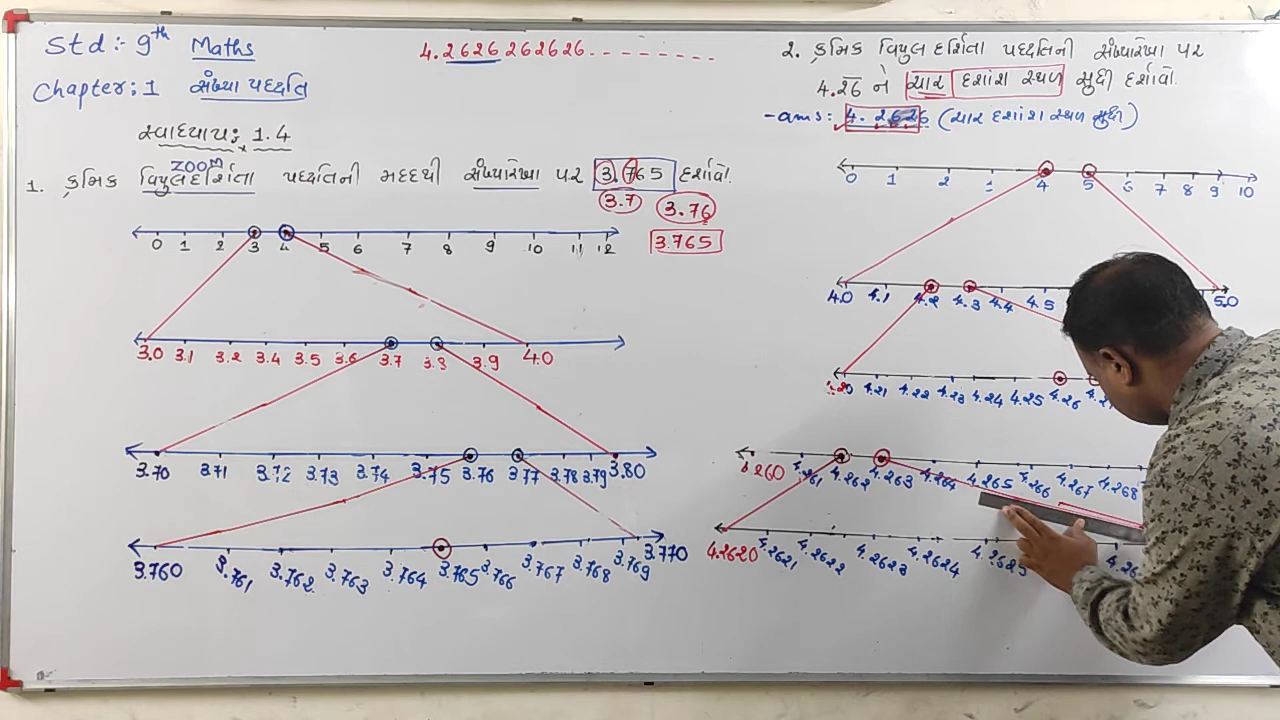 Std:- 9th Maths
Chapter: 1 સંખ્યા પદ્ધતિ
4.2626262626--------
સ્વાધ્યાય: 1.4
ZOOM
1. ક્રમિક વિપુલદર્શિતા પદ્ધતિની મદદથી સંખ્યારેખા પર 3.765 દર્શાવો.
3.7 3.76
3.765
0 1 2 3 4 5 6 7 8 9 10 11 12
3.0 3.1 3.2 3.4 3.5 3.6 3.7 3.8 3.9 4.0
3.70 3.71 3.72 3.73 3.74 3.75 3.76 3.77 3.78 3.79 3.80
3.760 3.761 3.762 3.763 3.764 3.765 3.766 3.767 3.768 3.769 3.770
2. ક્રમિક વિપુલ દર્શિતા પદ્ધતિની સંખ્યારેખા પર
4.26 ને ચાર દશાંશ સ્થળ સુધી દર્શાવો.
-ans: 4.2626 (ચાર દશાંશ સ્થળ સુધી)
0 1 2 3 4 5 6 7 8 9 10
4.0 4.1 4.2 4.3 4.4 4.5 5.0
4.21 4.22 4.23 4.24 4.25 4.26
4.261 4.262 4.263 4.264 4.265 4.266 4.267 4.268
4.2620 4.2621 4.2622 4.2623 4.2624